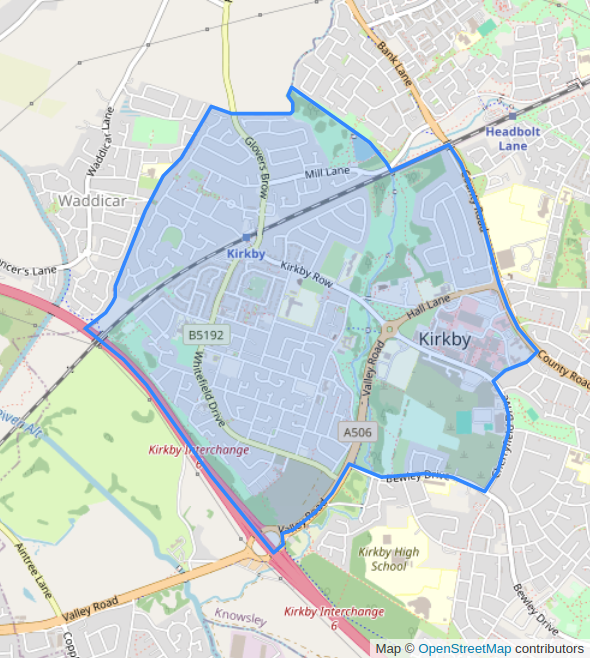 Bank Lane
Waddicar Lane
Headbolt
Lane
Glovers Brow
Mill Lane
County Road
Waddicar
Kirkby
ncer's Lane
Kirkby Row
Hall Lane
B5192
Kirkby
Valley Road
County Road
Whitefield Drive
A506
Kirkby Interchange
6
Bewley Drive
Valley Road
Aintree Lane
Kirkby High
School
Valley Road
Knowsley
Kirkby Interchange
6
Bewley Drive
Copp
Map © OpenStreetMap contributors